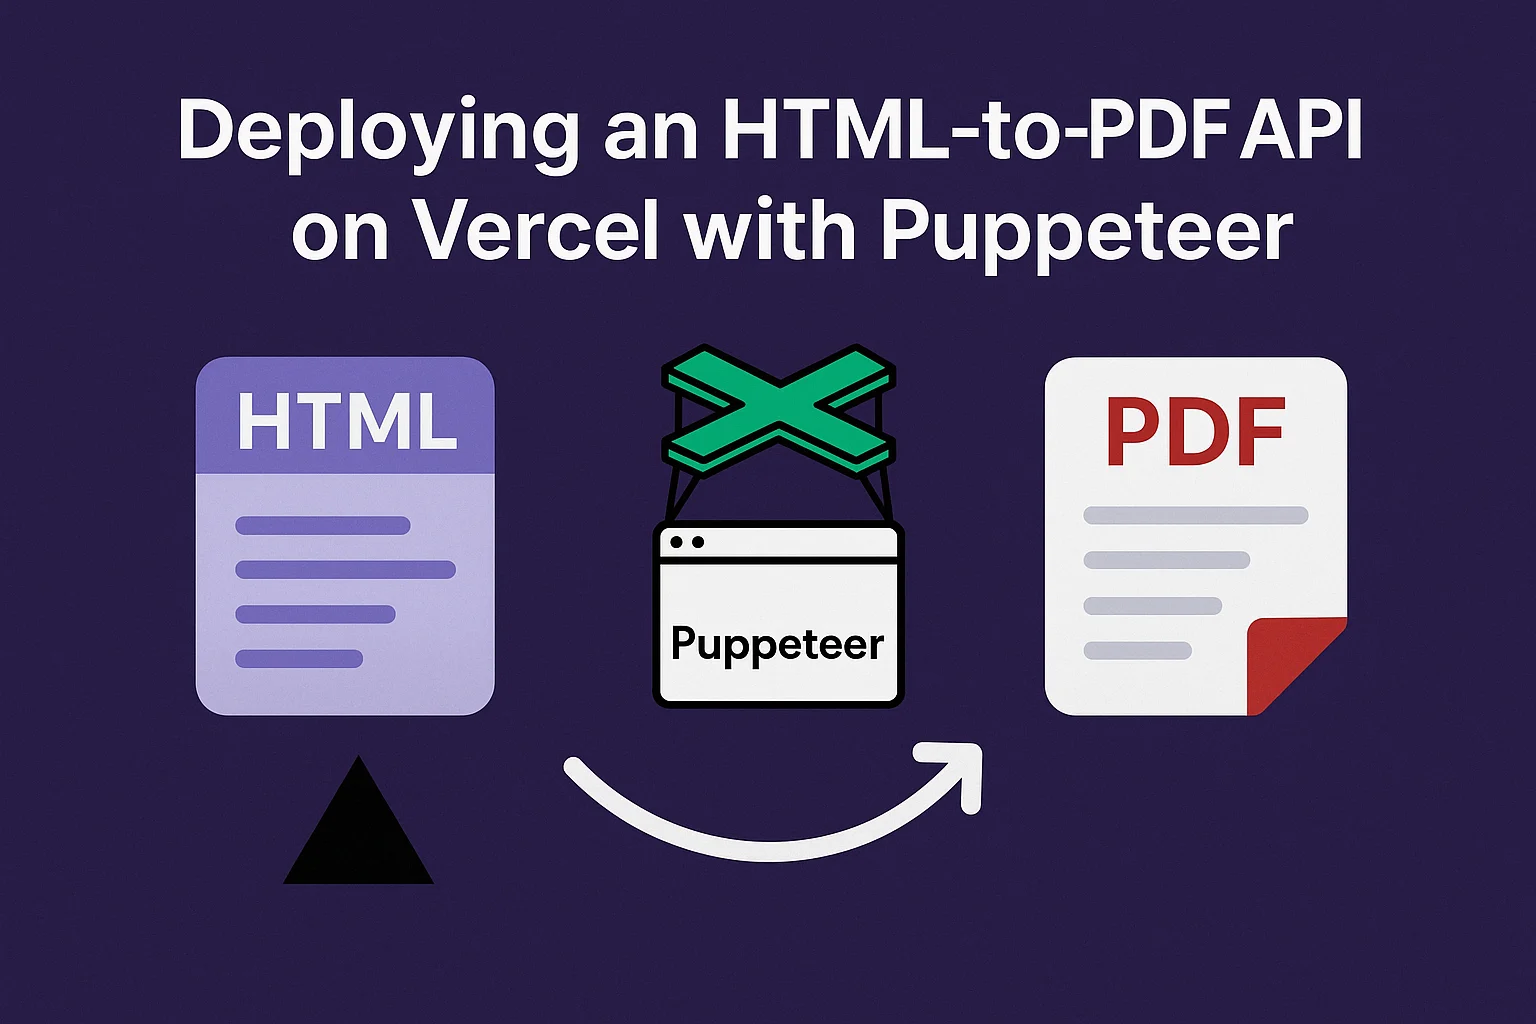 Deploying an HTML-to-PDF API
on Vercel with Puppeteer
HTML
Puppeteer
PDF